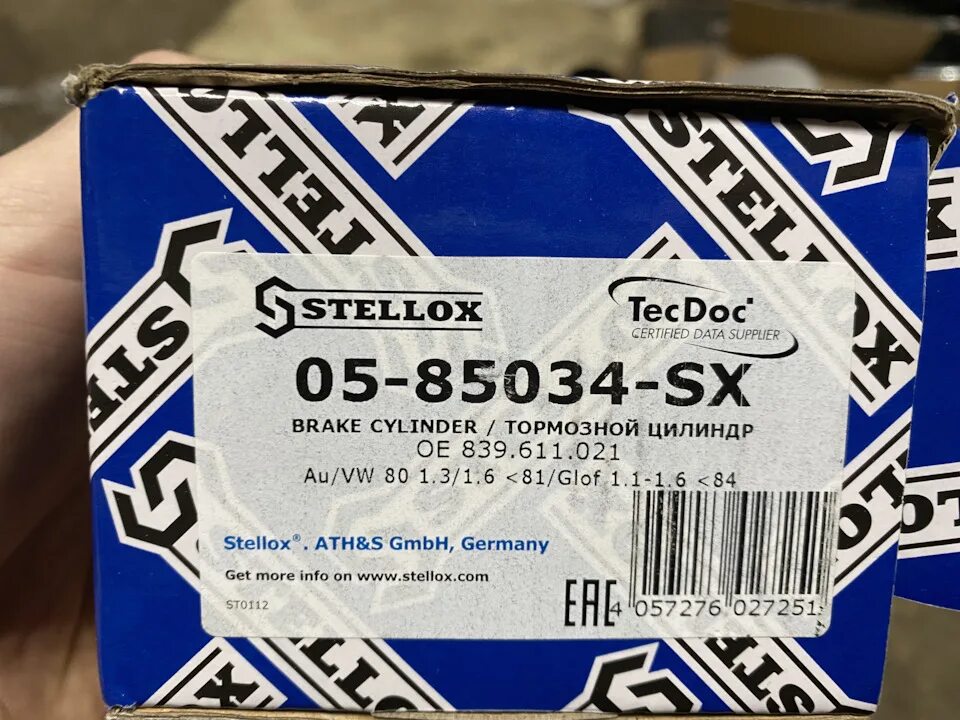 STELLOX
TecDoc
CERTIFIED DATA SUPPLIER
05-85034-SX
BRAKE CYLINDER / ТОРМОЗНОЙ ЦИЛИНДР
OE 839.611.021
Au/VW 80 1.3/1.6 <81/Glof 1.1-1.6 <84
Stellox®. ATH&S GmbH, Germany
Get more info on www.stellox.com
ST0112
EAC
4 057276 027251